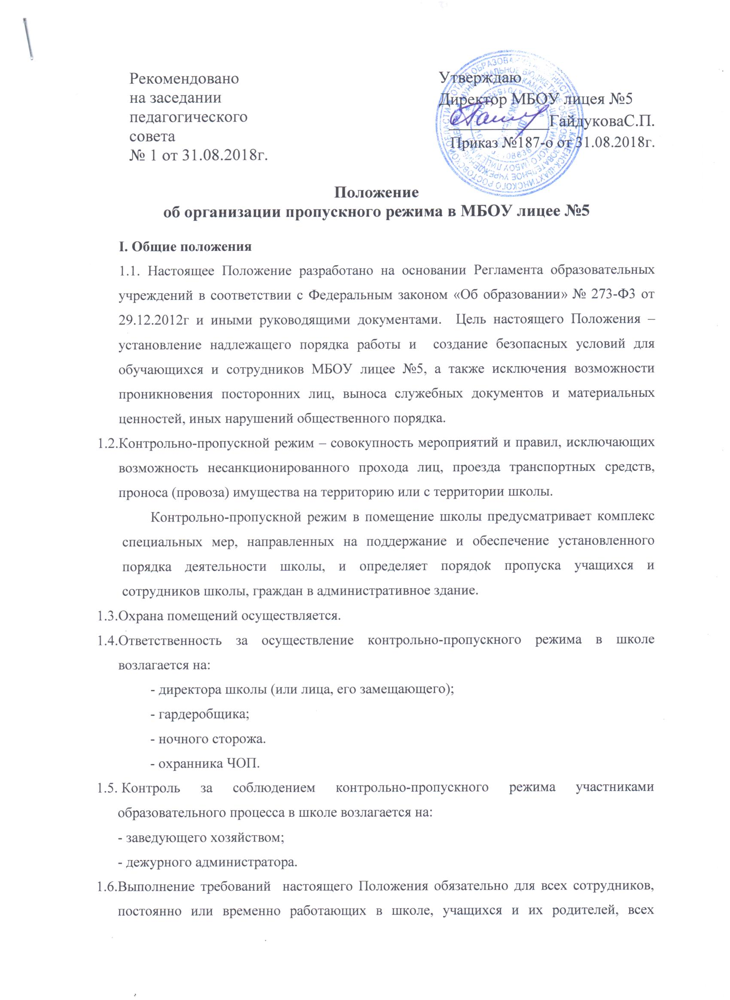 Рекомендовано
на заседании
педагогического
совета
№ 1 от 31.08.2018г.
Утверждаю
Директор МБОУ лицея №5
ГайдуковаС.П.
Приказ №187-о от 31.08.2018г.
Положение
об организации пропускного режима в МБОУ лицее №5
I. Общие положения
1.1. Настоящее Положение разработано на основании Регламента образовательных
учреждений в соответствии с Федеральным законом «Об образовании» № 273-ФЗ от
29.12.2012г и иными руководящими документами. Цель настоящего Положения –
установление надлежащего порядка работы и создание безопасных условий для
обучающихся и сотрудников МБОУ лицее №5, а также исключения возможности
проникновения посторонних лиц, выноса служебных документов и материальных
ценностей, иных нарушений общественного порядка.
1.2.Контрольно-пропускной режим – совокупность мероприятий и правил, исключающих
возможность несанкционированного прохода лиц, проезда транспортных средств,
проноса (провоза) имущества на территорию или с территории школы.
Контрольно-пропускной режим в помещение школы предусматривает комплекс
специальных мер, направленных на поддержание и обеспечение установленного
порядка деятельности школы, и определяет порядок пропуска учащихся и
сотрудников школы, граждан в административное здание.
1.3.Охрана помещений осуществляется.
1.4.Ответственность за осуществление контрольно-пропускного режима в школе
возлагается на:
- директора школы (или лица, его замещающего);
- гардеробщика;
- ночного сторожа.
- охранника ЧОП.
1.5. Контроль за соблюдением контрольно-пропускного режима участниками
образовательного процесса в школе возлагается на:
- заведующего хозяйством;
- дежурного администратора.
1.6.Выполнение требований настоящего Положения обязательно для всех сотрудников,
постоянно или временно работающих в школе, учащихся и их родителей, всех